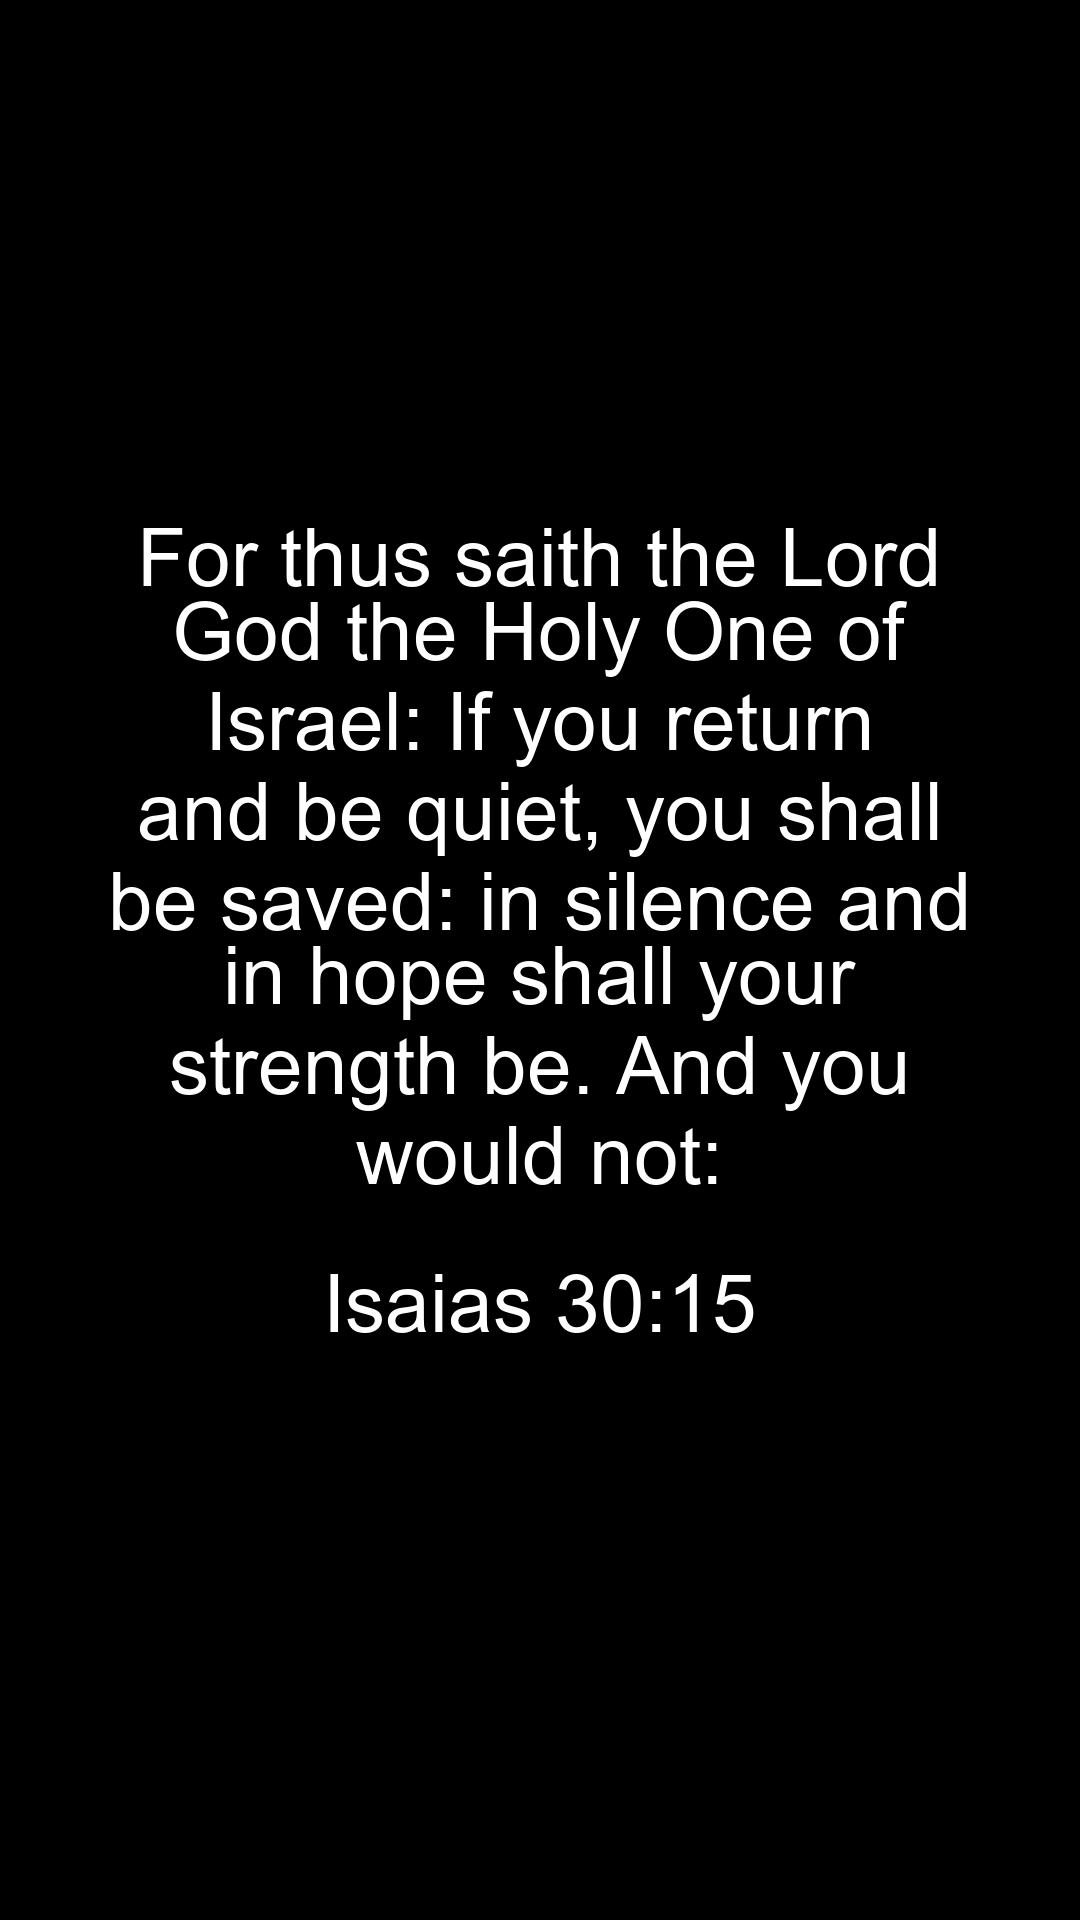 For thus saith the Lord
God the Holy One of
Israel: If you return
and be quiet, you shall
be saved: in silence and
in hope shall your
strength be. And you
would not:
Isaias 30:15